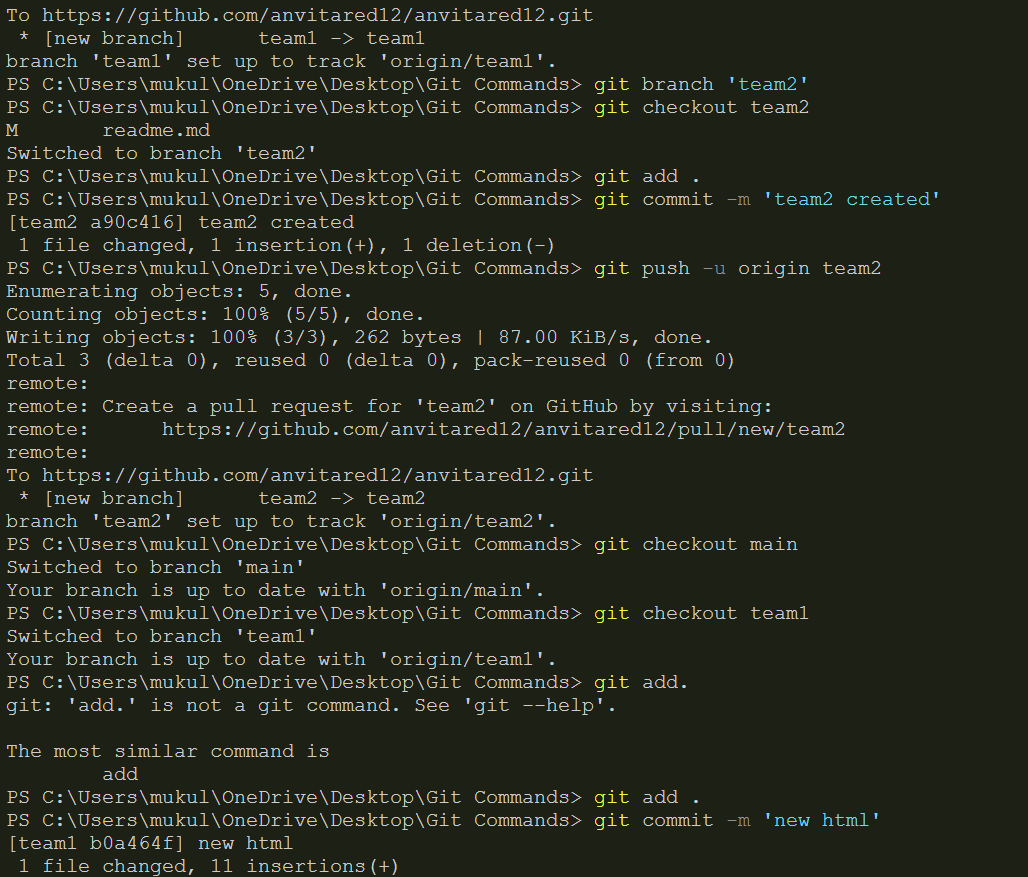 To https://github.com/anvitared12/anvitared12.git
 * [new branch]      team1 -> team1
branch 'team1' set up to track 'origin/team1'.
PS C:\Users\mukul\OneDrive\Desktop\Git Commands> git branch 'team2'
PS C:\Users\mukul\OneDrive\Desktop\Git Commands> git checkout team2
M       readme.md
Switched to branch 'team2'
PS C:\Users\mukul\OneDrive\Desktop\Git Commands> git add .
PS C:\Users\mukul\OneDrive\Desktop\Git Commands> git commit -m 'team2 created'
[team2 a90c416] team2 created
 1 file changed, 1 insertion(+), 1 deletion(-)
PS C:\Users\mukul\OneDrive\Desktop\Git Commands> git push -u origin team2
Enumerating objects: 5, done.
Counting objects: 100% (5/5), done.
Writing objects: 100% (3/3), 262 bytes | 87.00 KiB/s, done.
Total 3 (delta 0), reused 0 (delta 0), pack-reused 0 (from 0)
remote:
remote: Create a pull request for 'team2' on GitHub by visiting:
remote:      https://github.com/anvitared12/anvitared12/pull/new/team2
remote:
To https://github.com/anvitared12/anvitared12.git
 * [new branch]      team2 -> team2
branch 'team2' set up to track 'origin/team2'.
PS C:\Users\mukul\OneDrive\Desktop\Git Commands> git checkout main
Switched to branch 'main'
Your branch is up to date with 'origin/main'.
PS C:\Users\mukul\OneDrive\Desktop\Git Commands> git checkout team1
Switched to branch 'team1'
Your branch is up to date with 'origin/team1'.
PS C:\Users\mukul\OneDrive\Desktop\Git Commands> git add.
git: 'add.' is not a git command. See 'git --help'.

The most similar command is
        add
PS C:\Users\mukul\OneDrive\Desktop\Git Commands> git add .
PS C:\Users\mukul\OneDrive\Desktop\Git Commands> git commit -m 'new html'
[team1 b0a464f] new html
 1 file changed, 11 insertions(+)